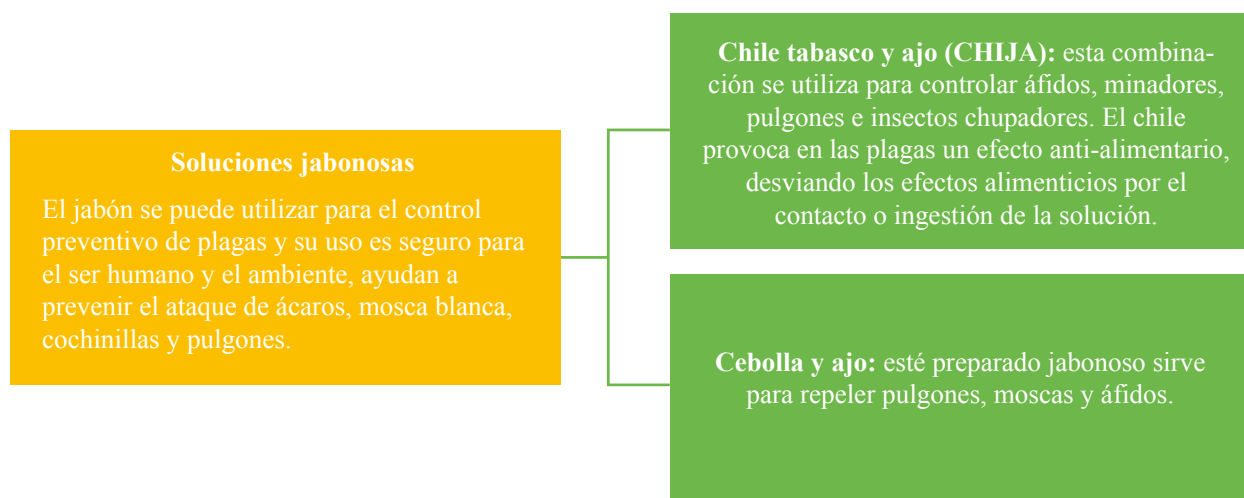 Soluciones jabonosas
El jabón se puede utilizar para el control
preventivo de plagas y su uso es seguro para
el ser humano y el ambiente, ayudan a
prevenir el ataque de ácaros, mosca blanca,
cochinillas y pulgones.
Chile tabasco y ajo (CHIJA): esta combina-
ción se utiliza para controlar áfidos, minadores,
pulgones e insectos chupadores. El chile
provoca en las plagas un efecto anti-alimentario,
desviando los efectos alimenticios por el
contacto o ingestión de la solución.
Cebolla y ajo: esté preparado jabonoso sirve
para repeler pulgones, moscas y áfidos.